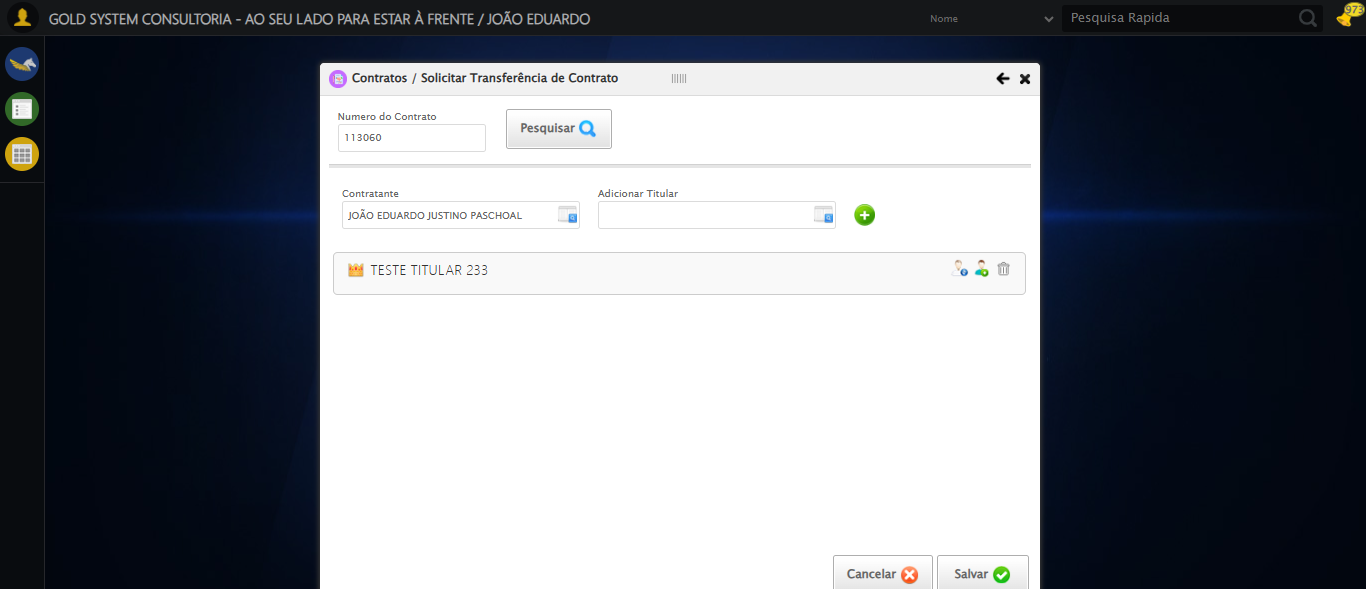 GOLD SYSTEM CONSULTORIA - AO SEU LADO PARA ESTAR À FRENTE / JOÃO EDUARDO
Nome
Pesquisa Rapida
973
Contratos / Solicitar Transferência de Contrato
Numero do Contrato
113060
Pesquisar
Contratante
Adicionar Titular
JOÃO EDUARDO JUSTINO PASCHOAL
TESTE TITULAR 233
Cancelar
Salvar